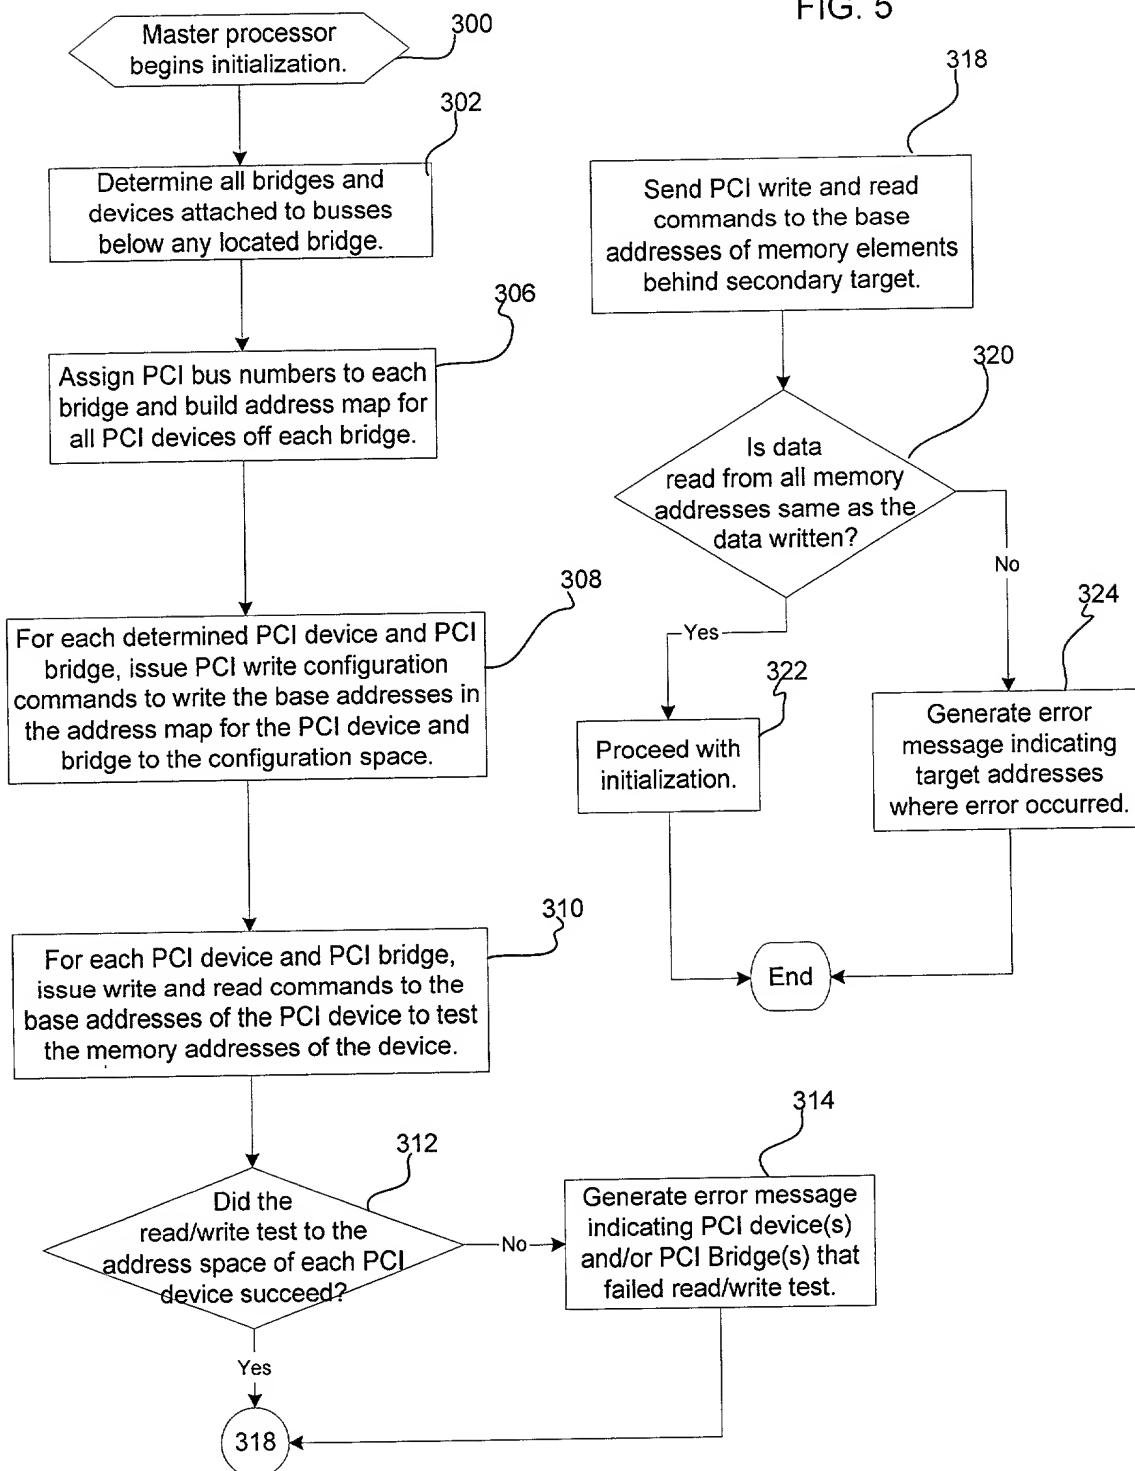 FIG. 5
Master processor
begins initialization.
300
302
Determine all bridges and
devices attached to busses
below any located bridge.
306
Assign PCI bus numbers to each
bridge and build address map for
all PCI devices off each bridge.
308
For each determined PCI device and PCI
bridge, issue PCI write configuration
commands to write the base addresses in
the address map for the PCI device and
bridge to the configuration space.
310
For each PCI device and PCI bridge,
issue write and read commands to the
base addresses of the PCI device to test
the memory addresses of the device.
312
Did the
read/write test to the
address space of each PCI
device succeed?
No
Yes
314
Generate error message
indicating PCI device(s)
and/or PCI Bridge(s) that
failed read/write test.
318
318
Send PCI write and read
commands to the base
addresses of memory elements
behind secondary target.
320
Is data
read from all memory
addresses same as the
data written?
Yes
No
322
Proceed with
initialization.
324
Generate error
message indicating
target addresses
where error occurred.
End